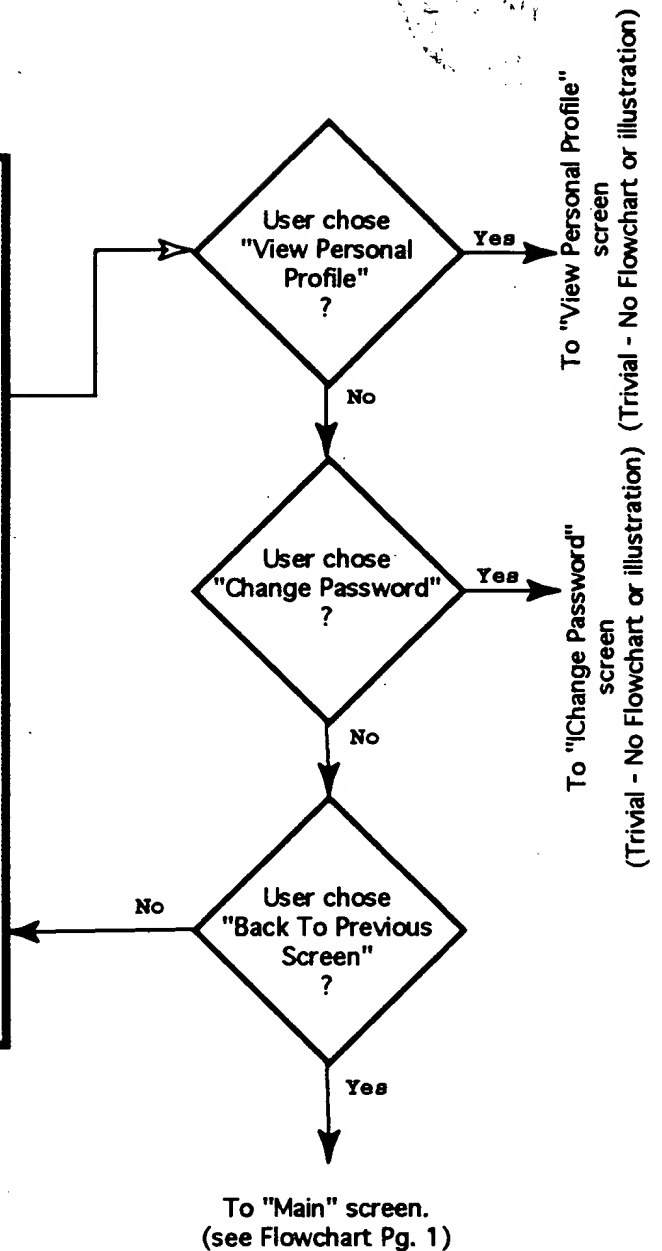 User chose
"View Personal
Profile"
?
Yes
To "View Personal Profile"
screen
(Trivial - No Flowchart or illustration)
No
User chose
"Change Password"
?
Yes
To "IChange Password"
screen
(Trivial - No Flowchart or illustration)
No
User chose
"Back To Previous
Screen"
?
No
Yes
To "Main" screen.
(see Flowchart Pg. 1)